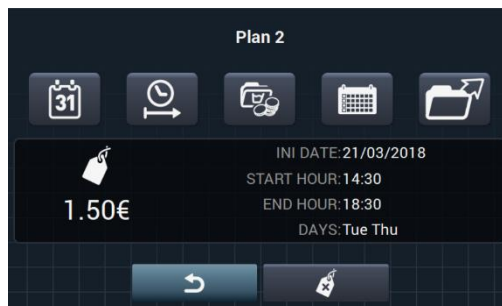 Plan 2
31
INI DATE:21/03/2018
START HOUR:14:30
1.50€
END HOUR:18:30
DAYS:Tue Thu